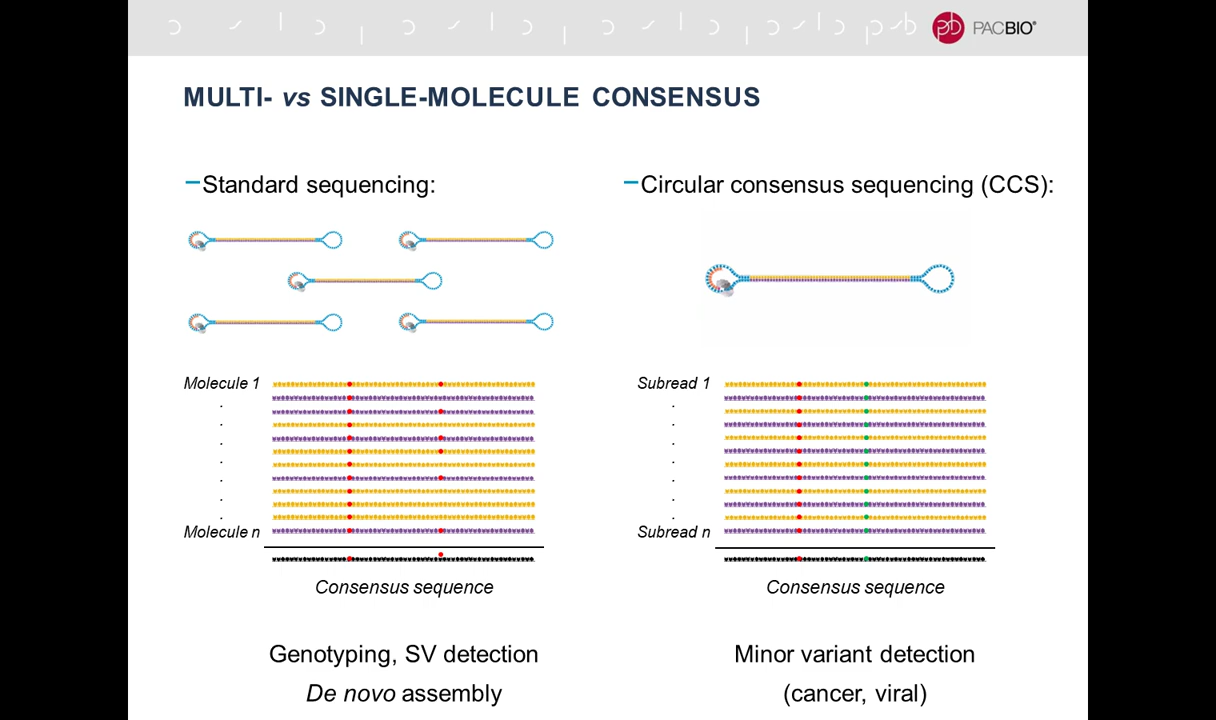 PACBIO®
MULTI- vs SINGLE-MOLECULE CONSENSUS
–Standard sequencing:
Molecule 1
Molecule n
Consensus sequence
Genotyping, SV detection
De novo assembly
–Circular consensus sequencing (CCS):
Subread 1
Subread n
Consensus sequence
Minor variant detection
(cancer, viral)